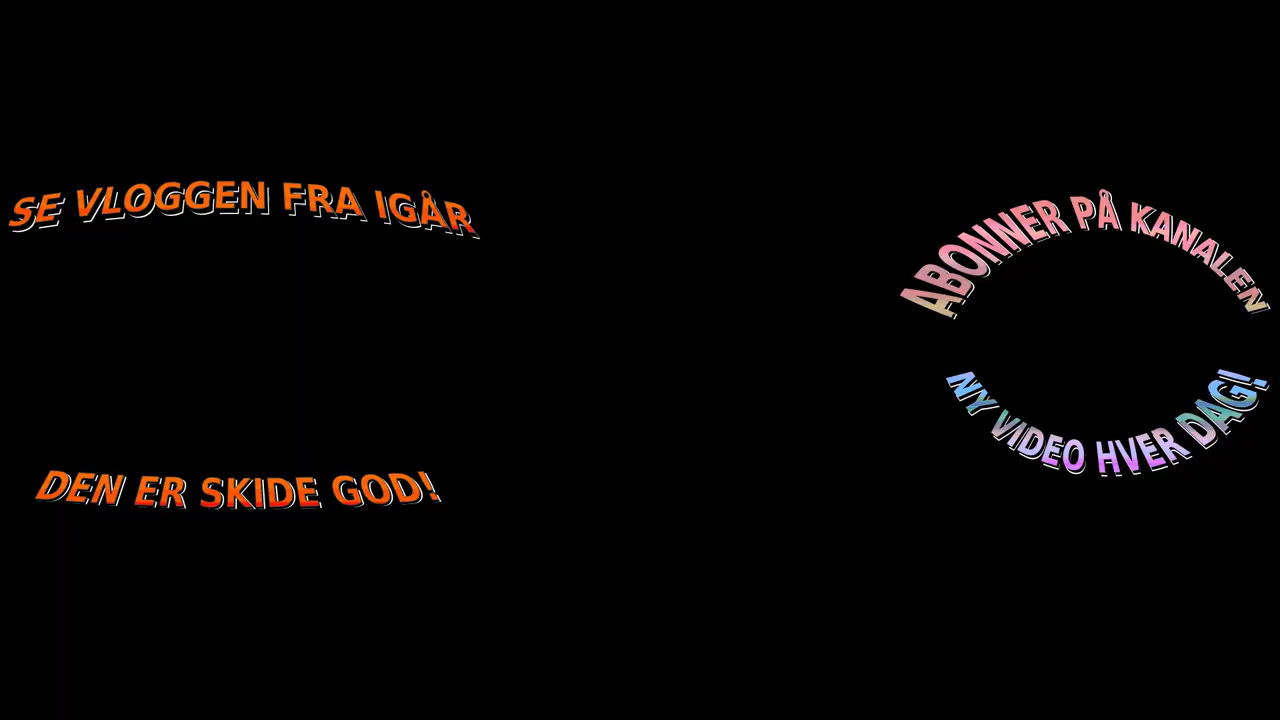 SE VLOGGEN FRA IGÅR
DEN ER SKIDE GOD!
ABONNER PÅ KANALEN
NY VIDEO HVER DAG!